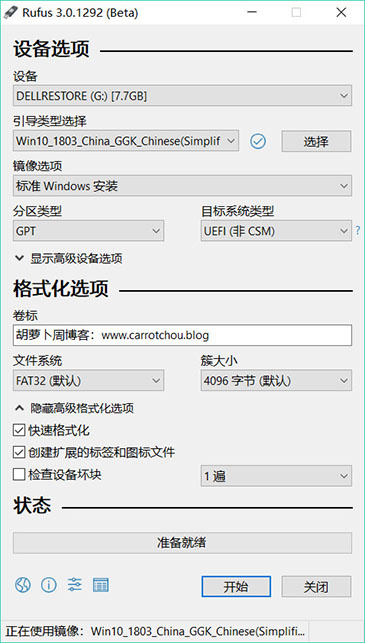 Rufus 3.0.1292 (Beta)
设备选项
设备
DELLRESTORE (G:) [7.7GB]
引导类型选择
Win10_1803_China_GGK_Chinese(Simplif
选择
镜像选项
标准 Windows 安装
分区类型
目标系统类型
GPT
UEFI (非 CSM)
?
显示高级设备选项
格式化选项
卷标
胡萝卜周博客：www.carrotchou.blog
文件系统
簇大小
FAT32 (默认)
4096 字节 (默认)
隐藏高级格式化选项
快速格式化
创建扩展的标签和图标文件
检查设备坏块
1 遍
状态
准备就绪
开始
关闭
正在使用镜像：Win10_1803_China_GGK_Chinese(Simplifi...